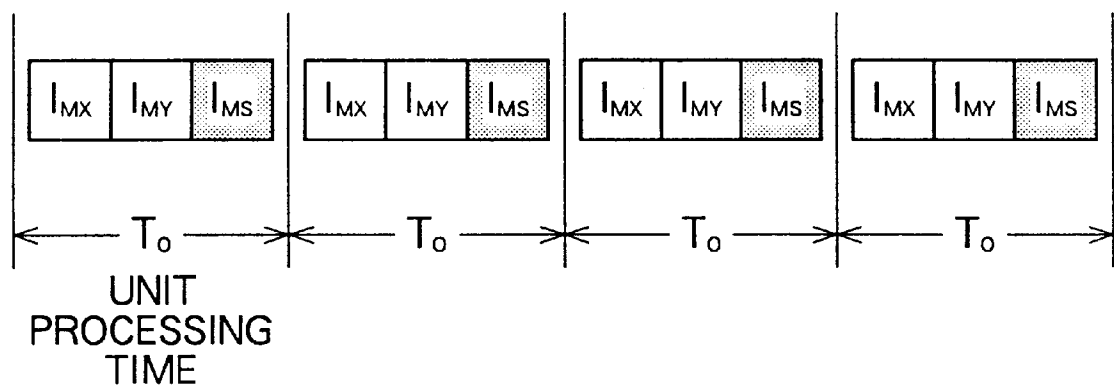 IMX IMY IMS IMX IMY IMS IMX IMY IMS IMX IMY IMS
To To To To
UNIT
PROCESSING
TIME